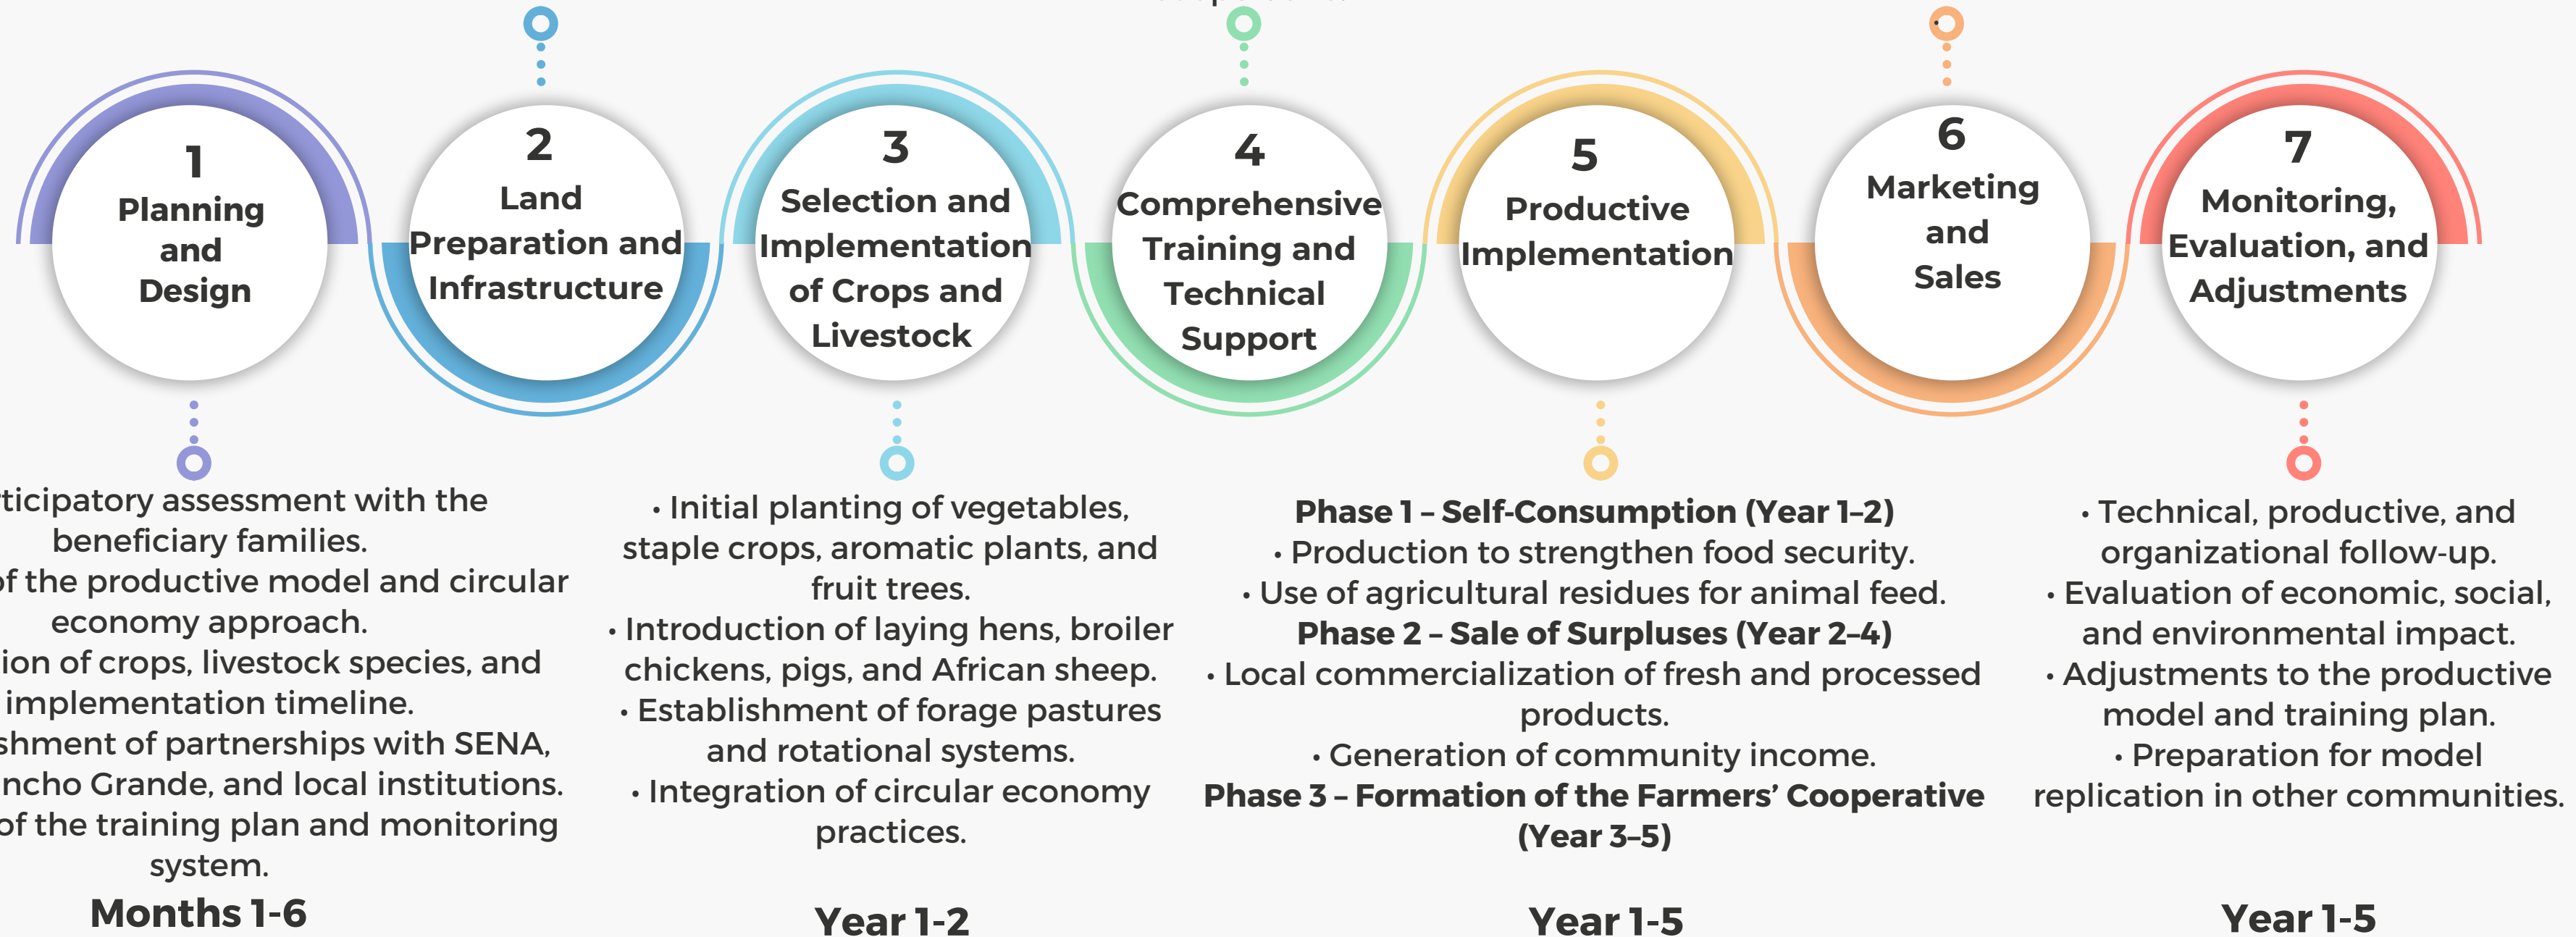 1
Planning
and
Design
2
Land
Preparation and
Infrastructure
3
Selection and
Implementation
of Crops and
Livestock
4
Comprehensive
Training and
Technical
Support
5
Productive
Implementation
6
Marketing
and
Sales
7
Monitoring,
Evaluation, and
Adjustments
assessment with the
beneficiary families.
of the productive model and circular
economy approach.
of crops, livestock species, and
implementation timeline.
of partnerships with SENA,
Grande, and local institutions.
of the training plan and monitoring
system.
Months 1-6
• Initial planting of vegetables,
staple crops, aromatic plants, and
fruit trees.
• Introduction of laying hens, broiler
chickens, pigs, and African sheep.
• Establishment of forage pastures
and rotational systems.
• Integration of circular economy
practices.
Year 1-2
Phase 1 – Self-Consumption (Year 1–2)
• Production to strengthen food security.
• Use of agricultural residues for animal feed.
Phase 2 – Sale of Surpluses (Year 2–4)
• Local commercialization of fresh and processed
products.
• Generation of community income.
Phase 3 – Formation of the Farmers’ Cooperative
(Year 3–5)
Year 1-5
• Technical, productive, and
organizational follow-up.
• Evaluation of economic, social,
and environmental impact.
• Adjustments to the productive
model and training plan.
• Preparation for model
replication in other communities.
Year 1-5